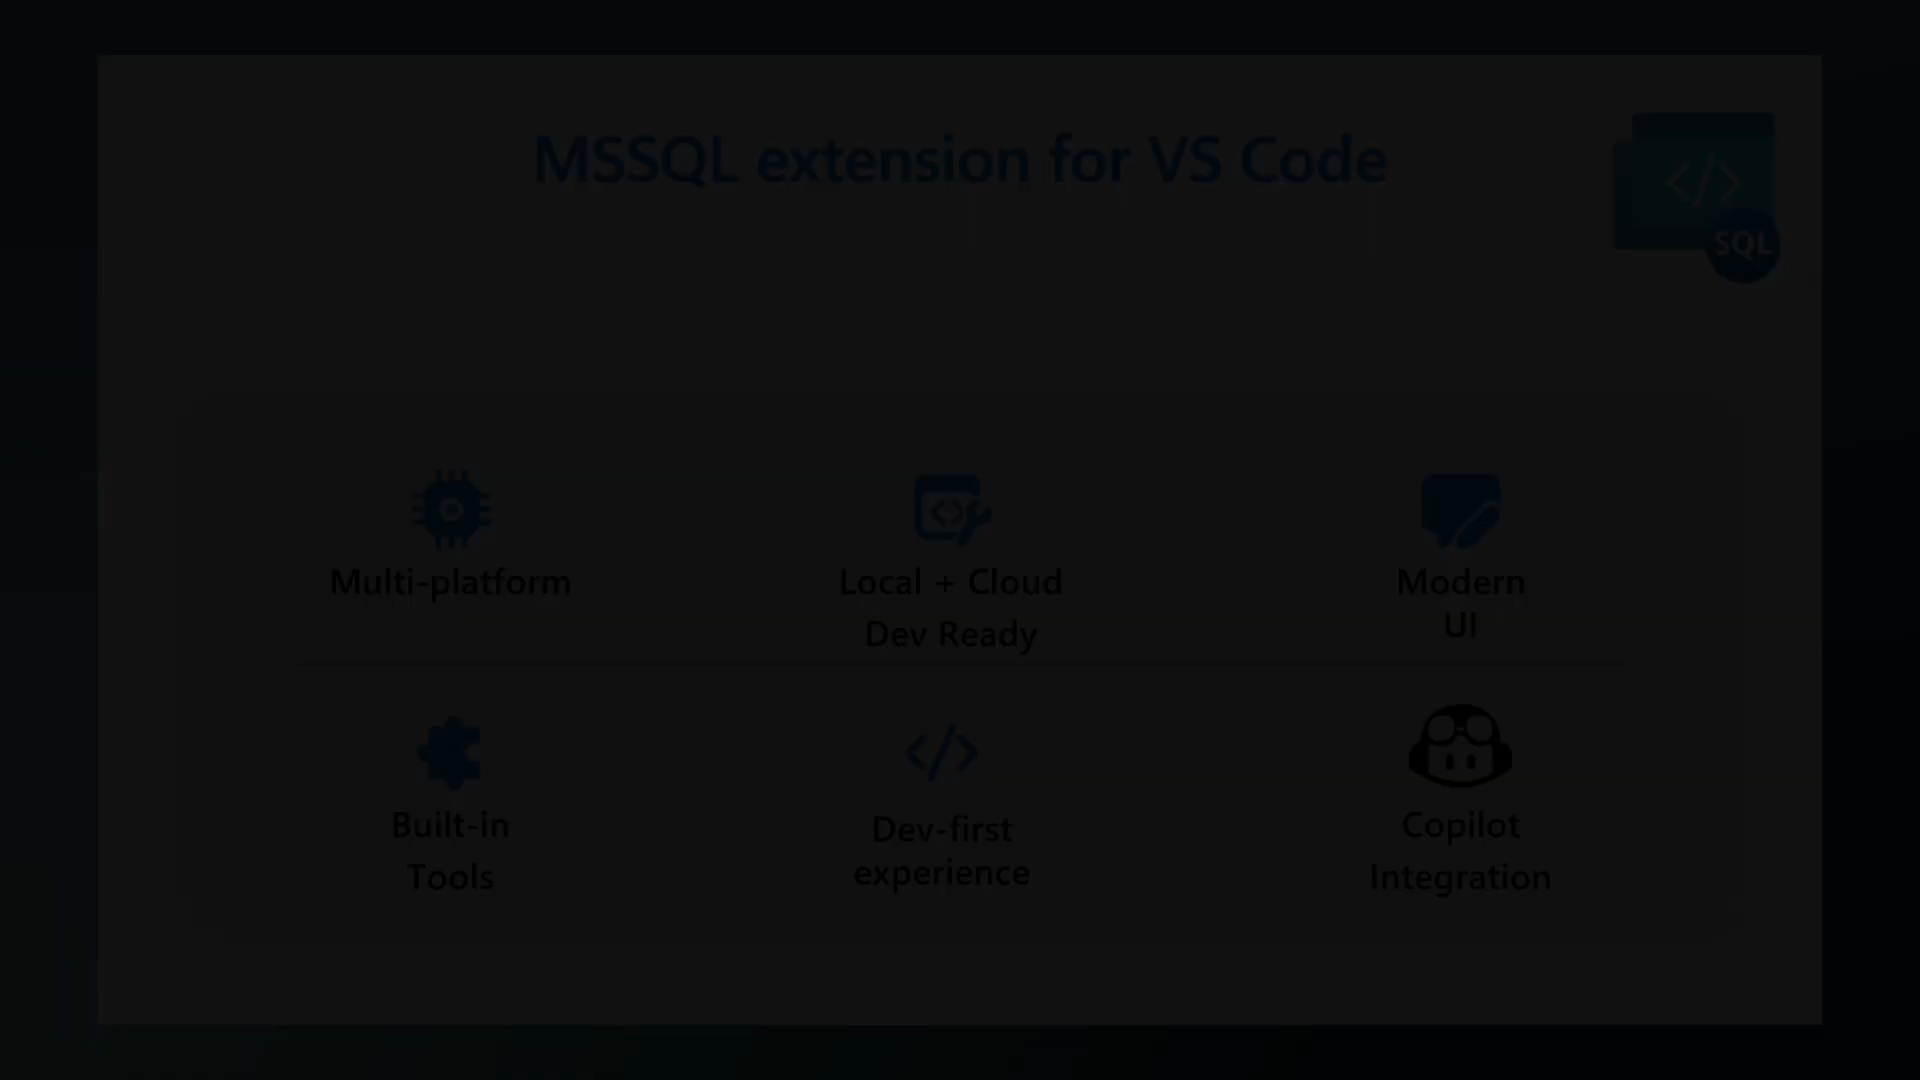 MSSQL extension for VS Code
</>
SQL
Multi-platform
Local + Cloud
Dev Ready
Modern
UI
Built-in
Tools
Dev-first
experience
Copilot
Integration